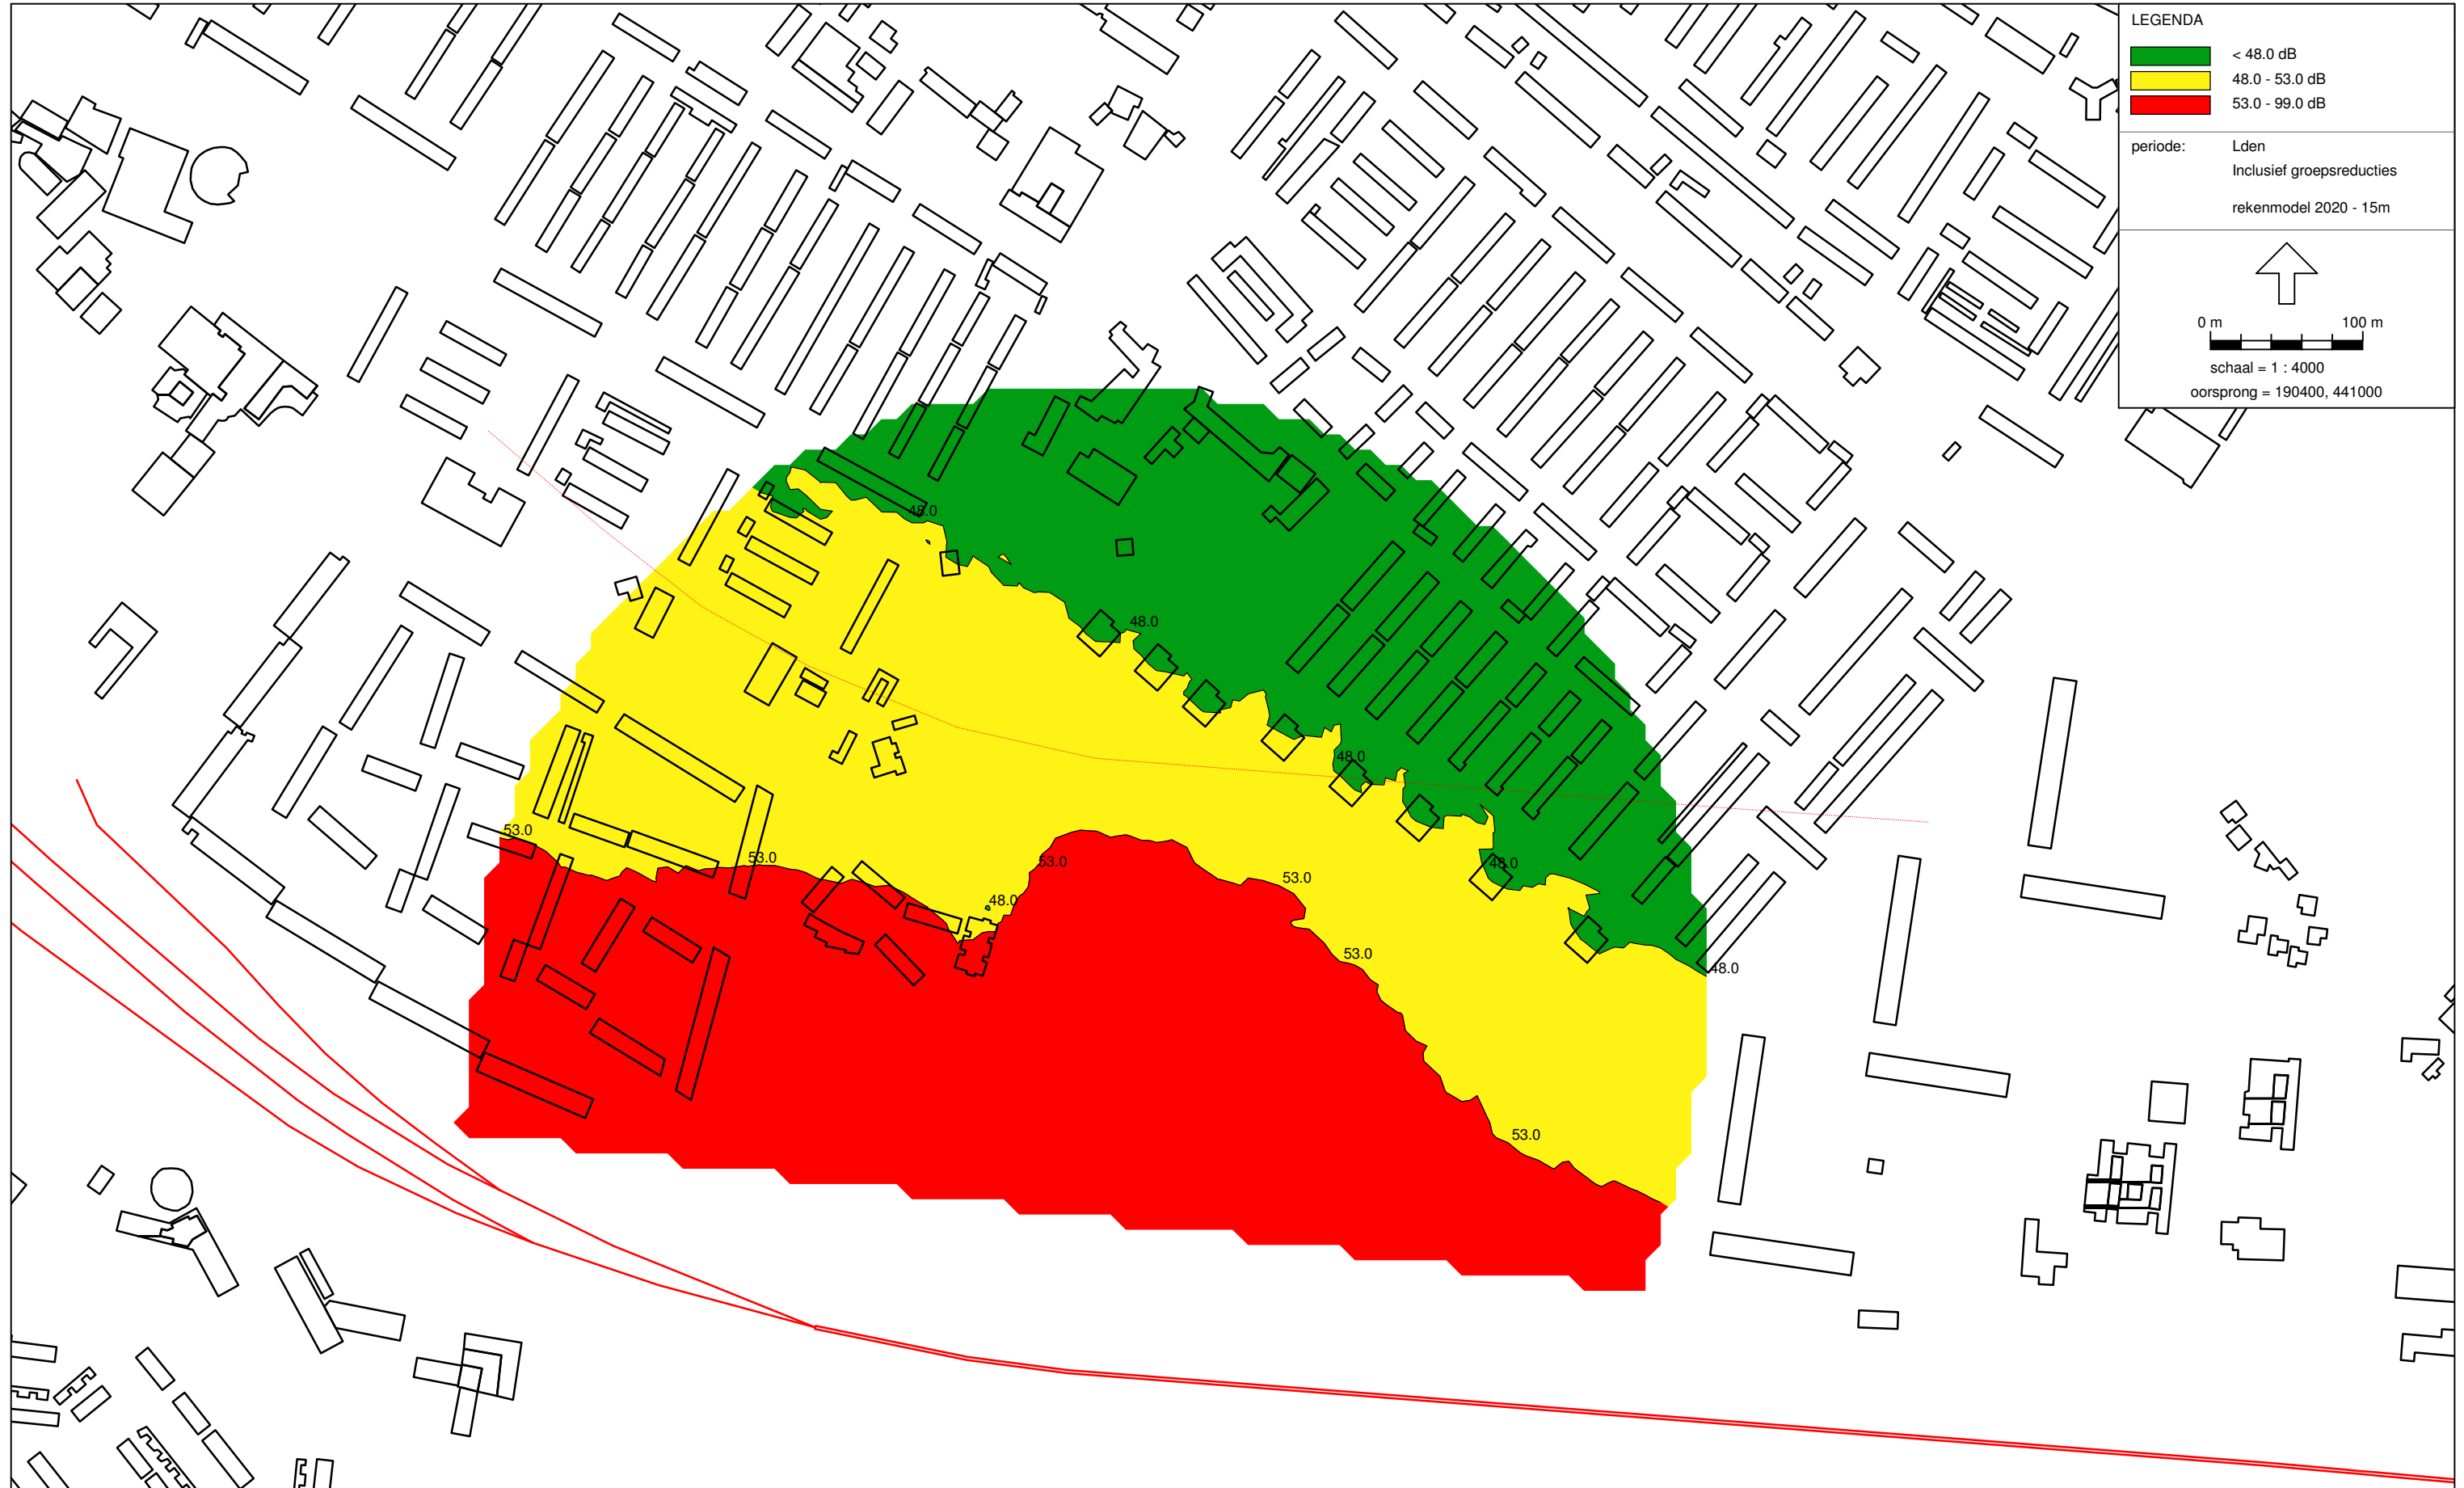 LEGENDA
< 48.0 dB
48.0 - 53.0 dB
53.0 - 99.0 dB
periode: Lden
Inclusief groepsreducties
rekenmodel 2020 - 15m
0 m 100 m
schaal = 1 : 4000
oorsprong = 190400, 441000
48.0
48.0
48.0
53.0
53.0
53.0
48.0
53.0
48.0
53.0
48.0
53.0